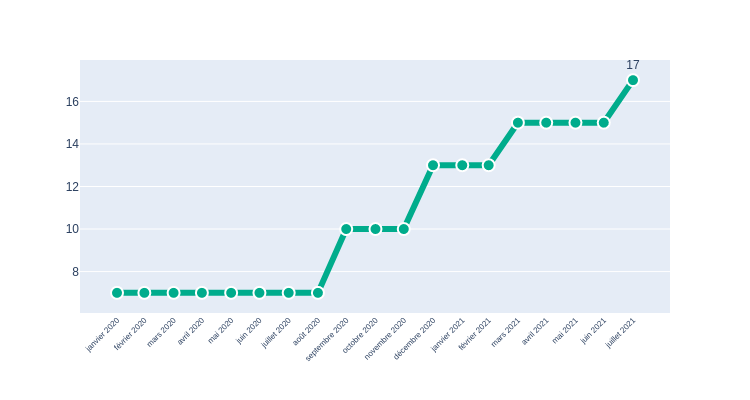 17
16
14
12
10
8
janvier 2020
février 2020
mars 2020
avril 2020
mai 2020
juin 2020
juillet 2020
août 2020
septembre 2020
octobre 2020
novembre 2020
décembre 2020
janvier 2021
février 2021
mars 2021
avril 2021
mai 2021
juin 2021
juillet 2021